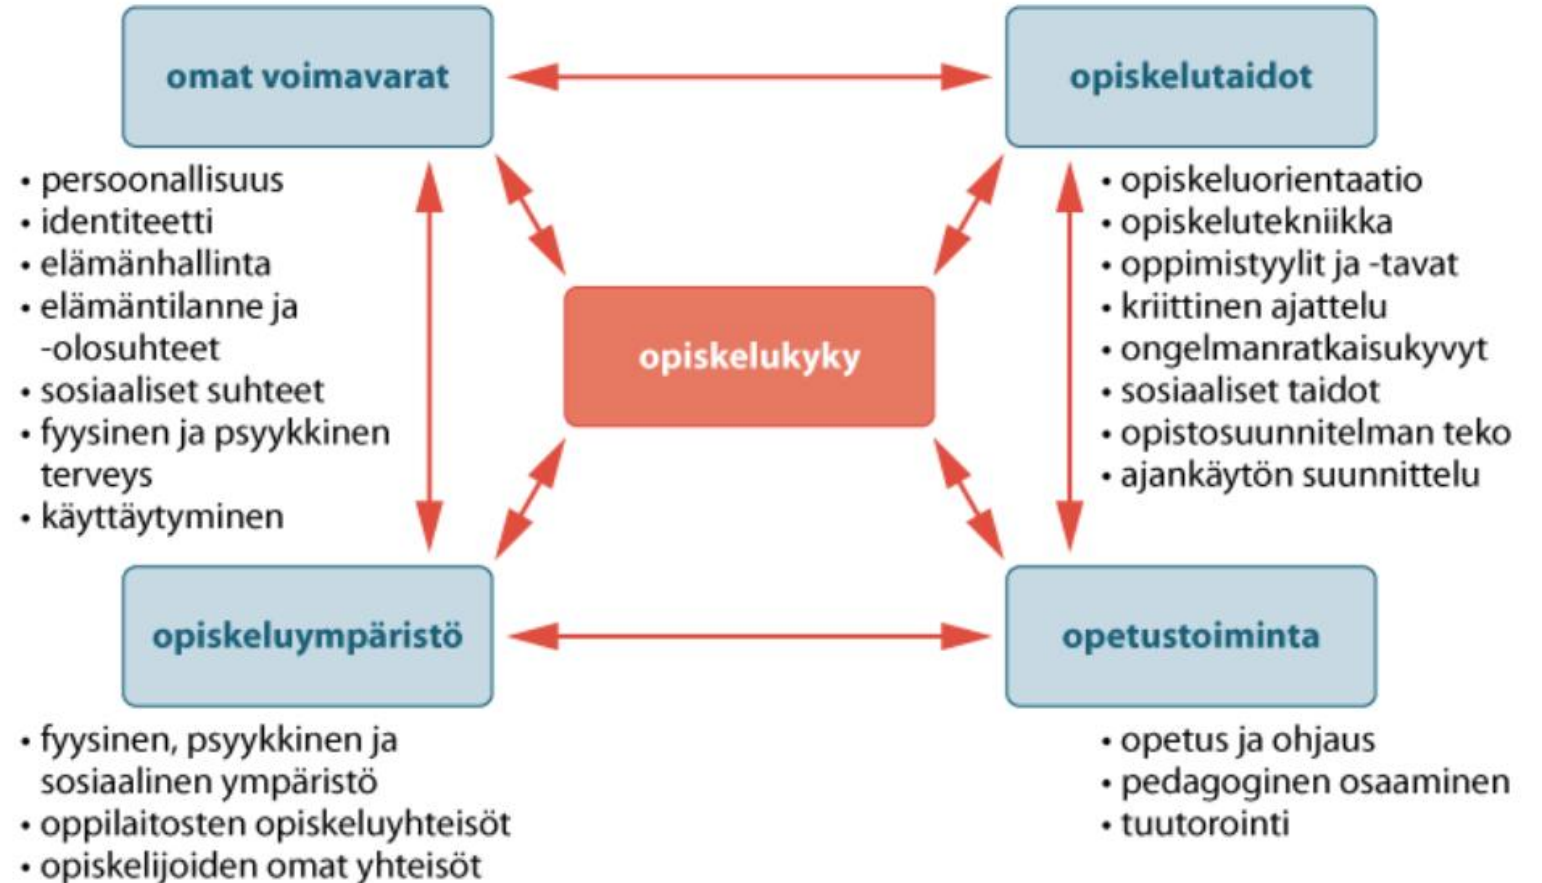 omat voimavarat
• persoonallisuus
• identiteetti
• elämänhallinta
• elämäntilanne ja
-olosuhteet
• sosiaaliset suhteet
• fyysinen ja psyykkinen
terveys
• käyttäytyminen
opiskelutaidot
• opiskeluorientaatio
• opiskelutekniikka
• oppimistyylit ja -tavat
• kriittinen ajattelu
• ongelmanratkaisukyvyt
• sosiaaliset taidot
• opistosuunnitelman teko
• ajankäytön suunnittelu
opiskelukyky
opiskeluympäristö
• fyysinen, psyykkinen ja
sosiaalinen ympäristö
• oppilaitosten opiskeluyhteisöt
• opiskelijoiden omat yhteisöt
opetustoiminta
• opetus ja ohjaus
• pedagoginen osaaminen
• tuutorointi